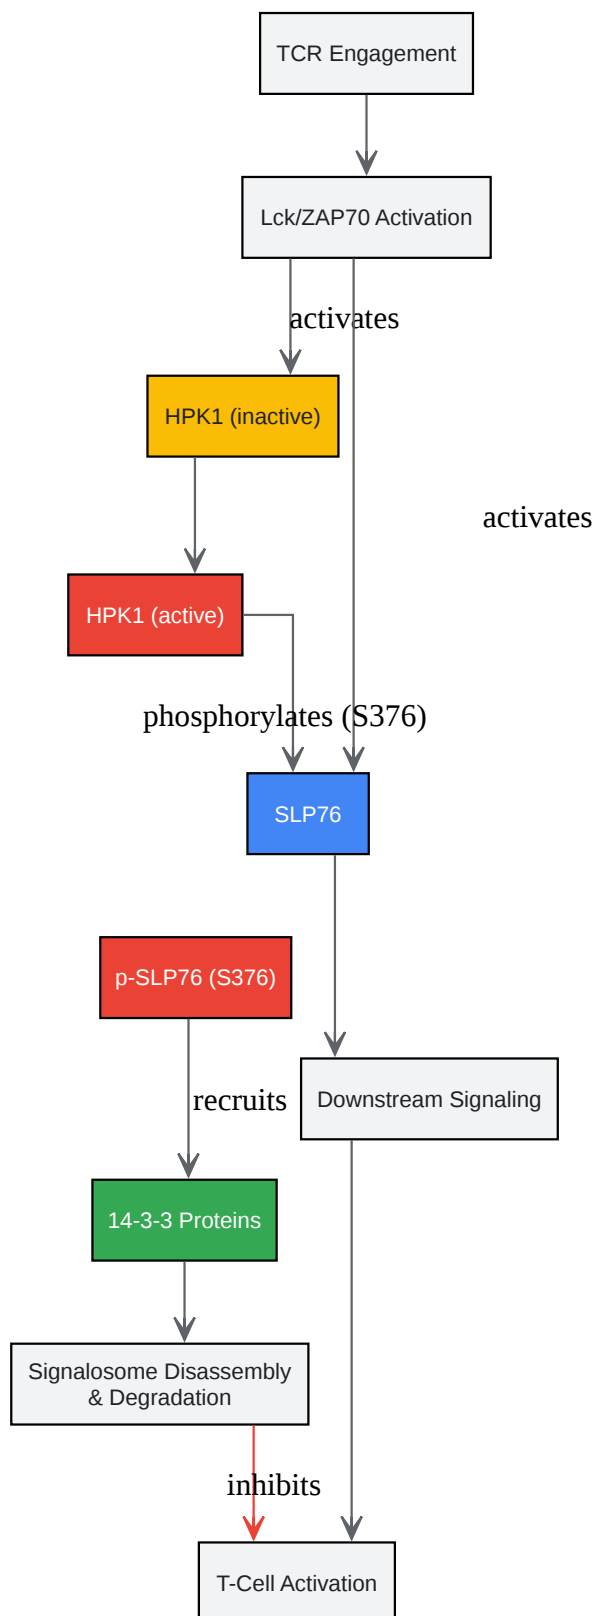 TCR Engagement
Lck/ZAP70 Activation
activates
HPK1 (inactive)
activates
HPK1 (active)
phosphorylates (S376)
SLP76
p-SLP76 (S376)
recruits
Downstream Signaling
14-3-3 Proteins
Signalosome Disassembly
& Degradation
inhibits
T-Cell Activation